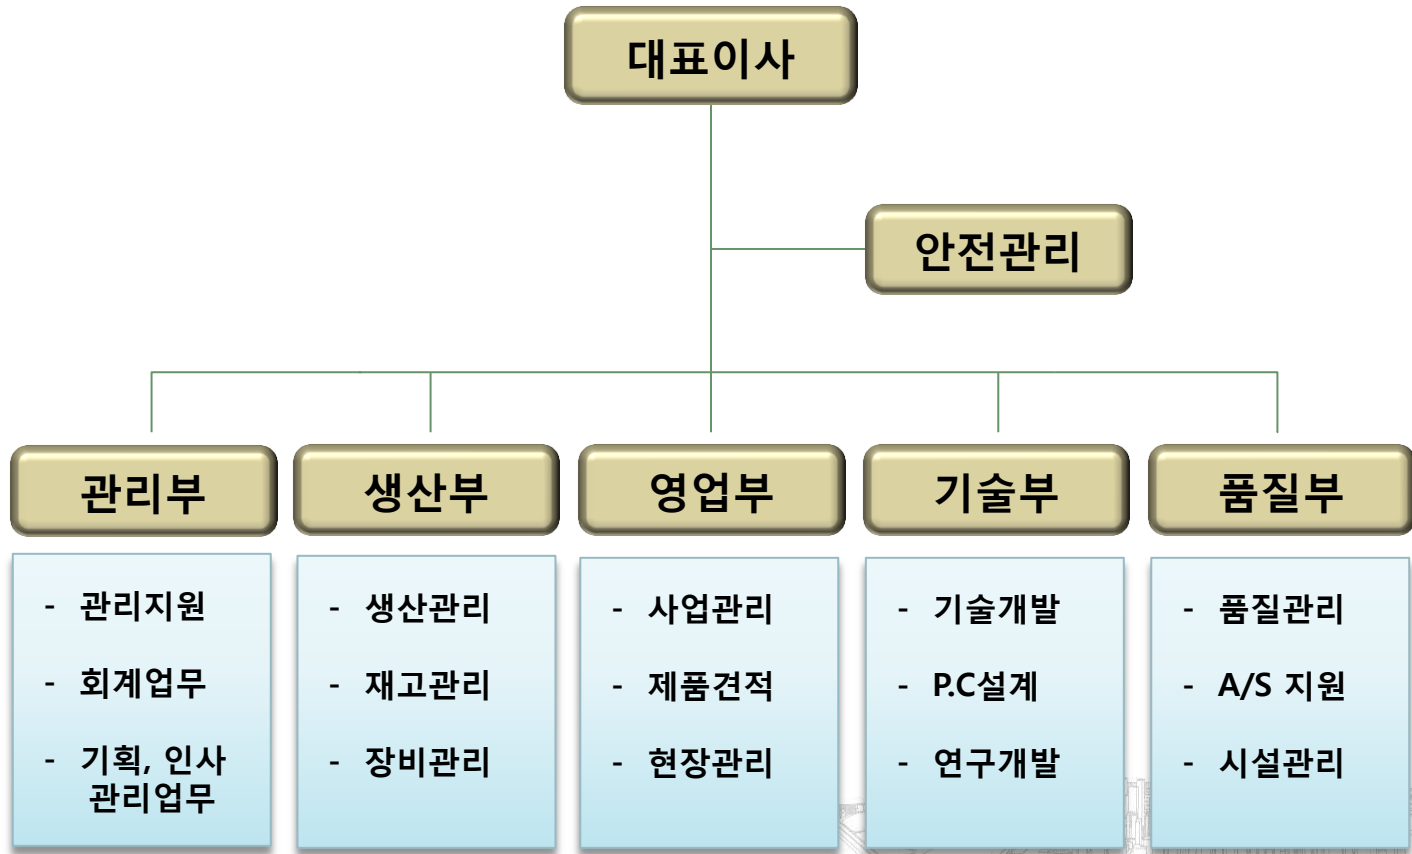 대표이사
안전관리
관리부
- 관리지원
- 회계업무
- 기획, 인사
관리업무
생산부
- 생산관리
- 재고관리
- 장비관리
영업부
- 사업관리
- 제품견적
- 현장관리
기술부
- 기술개발
- P.C설계
- 연구개발
품질부
- 품질관리
- A/S 지원
- 시설관리